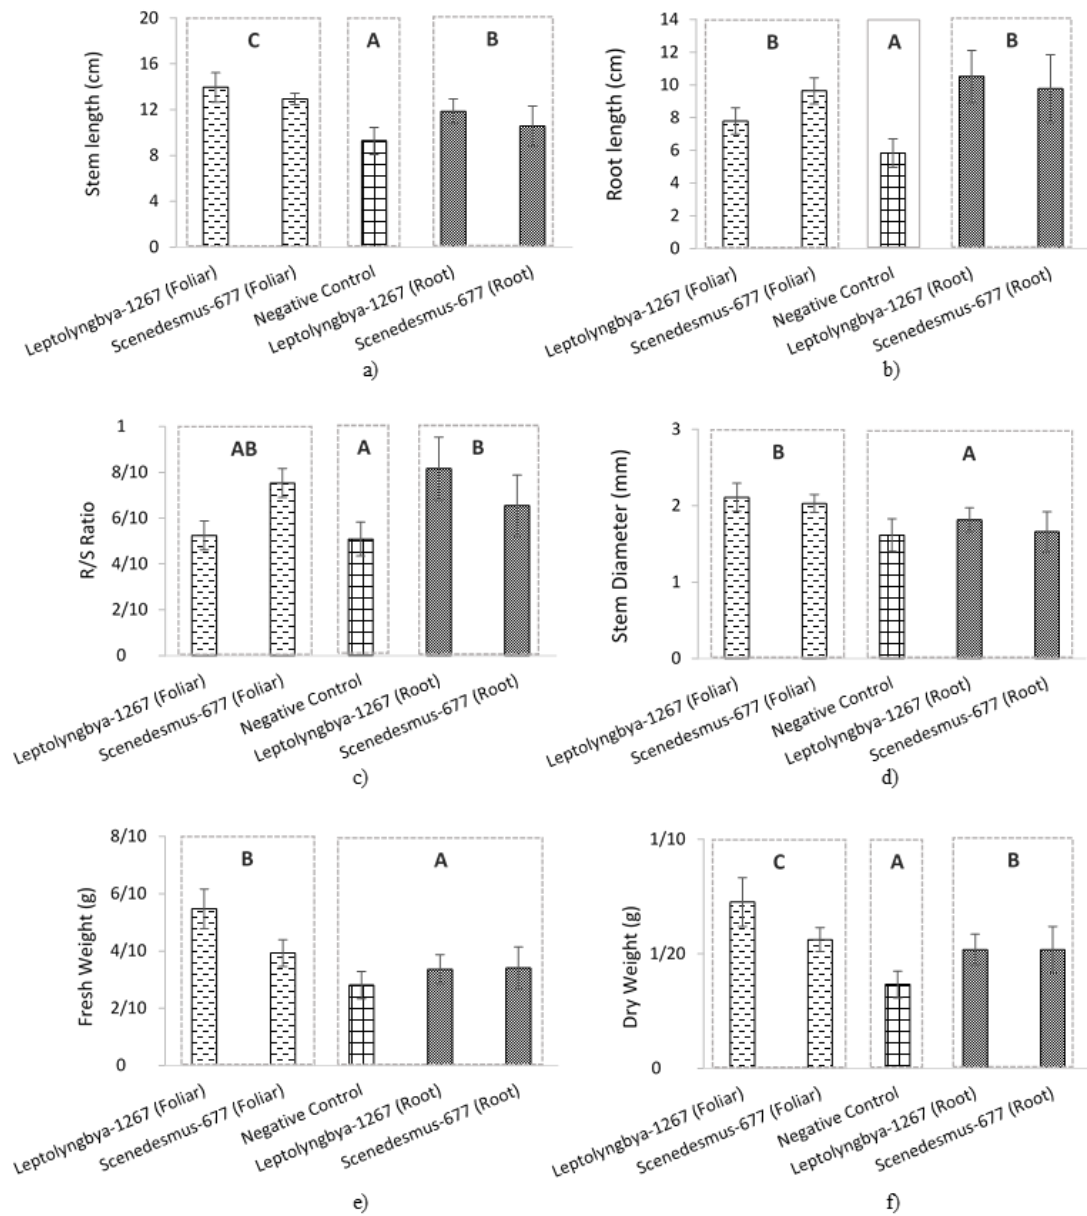 Stem length (cm)
20
16
12
8
4
0
C
A
B
Leptolyngbya-1267 (Foliar)
Scenedesmus-677 (Foliar)
Negative Control
Leptolyngbya-1267 (Root)
Scenedesmus-677 (Root)
a)
Root length (cm)
14
12
10
8
6
4
2
0
B
A
B
Leptolyngbya-1267 (Foliar)
Scenedesmus-677 (Foliar)
Negative Control
Leptolyngbya-1267 (Root)
Scenedesmus-677 (Root)
b)
R/S Ratio
1
8/10
6/10
4/10
2/10
0
AB
A
B
Leptolyngbya-1267 (Foliar)
Scenedesmus-677 (Foliar)
Negative Control
Leptolyngbya-1267 (Root)
Scenedesmus-677 (Root)
c)
Stem Diameter (mm)
3
2
1
0
B
A
Leptolyngbya-1267 (Foliar)
Scenedesmus-677 (Foliar)
Negative Control
Leptolyngbya-1267 (Root)
Scenedesmus-677 (Root)
d)
Fresh Weight (g)
8/10
6/10
4/10
2/10
0
B
A
Leptolyngbya-1267 (Foliar)
Scenedesmus-677 (Foliar)
Negative Control
Leptolyngbya-1267 (Root)
Scenedesmus-677 (Root)
e)
Dry Weight (g)
1/10
1/20
0
C
A
B
Leptolyngbya-1267 (Foliar)
Scenedesmus-677 (Foliar)
Negative Control
Leptolyngbya-1267 (Root)
Scenedesmus-677 (Root)
f)